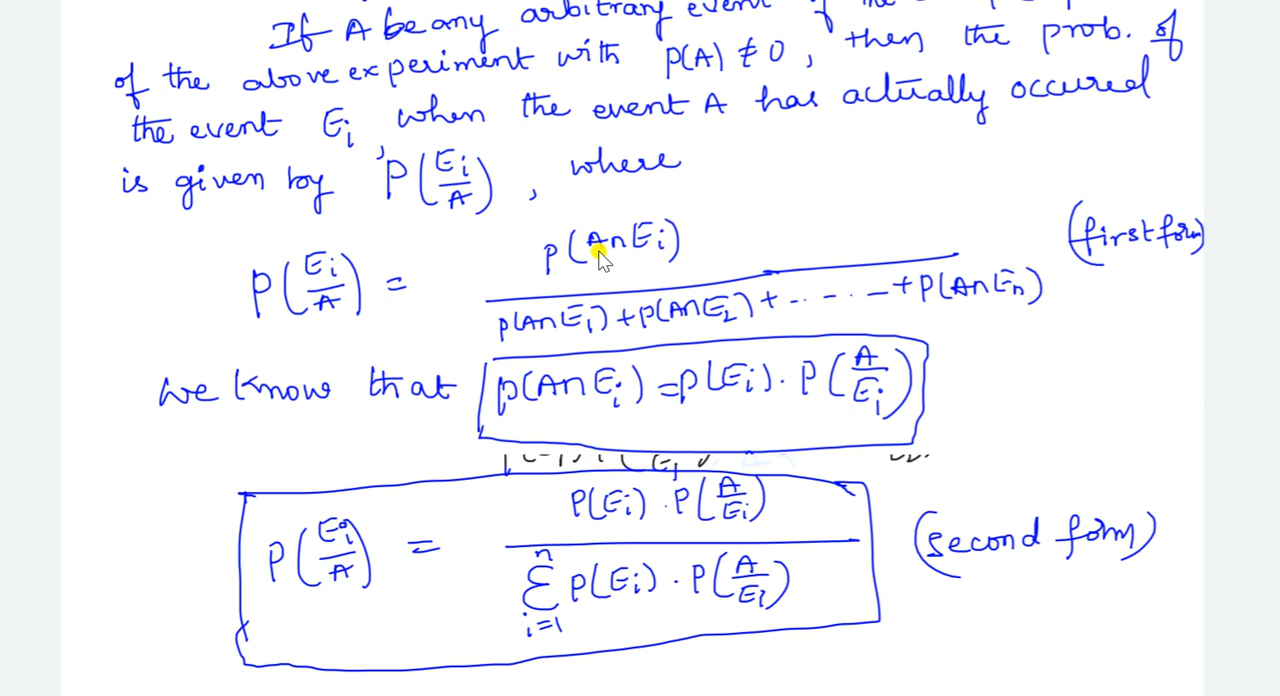 If A be any arbitrary event of the
of the above experiment with P(A) ≠ 0, then the prob. of
the event Ei, when the event A has actually occured
is given by P(Ei/A), where
P(Ei/A) = P(A∩Ei) / P(A∩E1)+P(A∩E2)+.....+P(A∩En) (first form)
We know that P(A∩Ei)=P(Ei).P(A/Ei)
P(Ei/A) = P(Ei).P(A/Ei) / Σ i=1 n P(Ei).P(A/Ei) (second form)